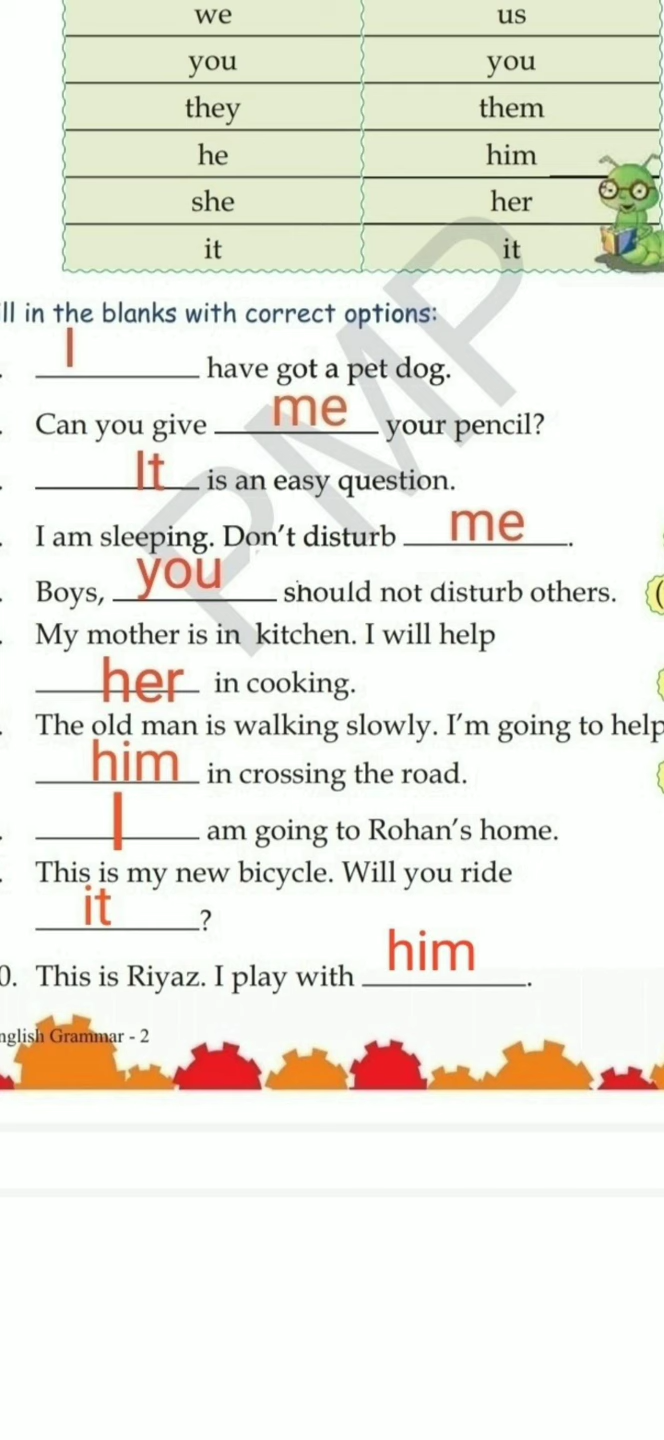 we us
you you
they them
he him
she her
it it
ll in the blanks with correct options:
I have got a pet dog.
Can you give me your pencil?
It is an easy question.
I am sleeping. Don't disturb me.
Boys, you should not disturb others. (
My mother is in kitchen. I will help
her in cooking.
The old man is walking slowly. I'm going to help
him in crossing the road.
I am going to Rohan's home.
This is my new bicycle. Will you ride
it ?
0. This is Riyaz. I play with him.
nglish Grammar - 2
PMP